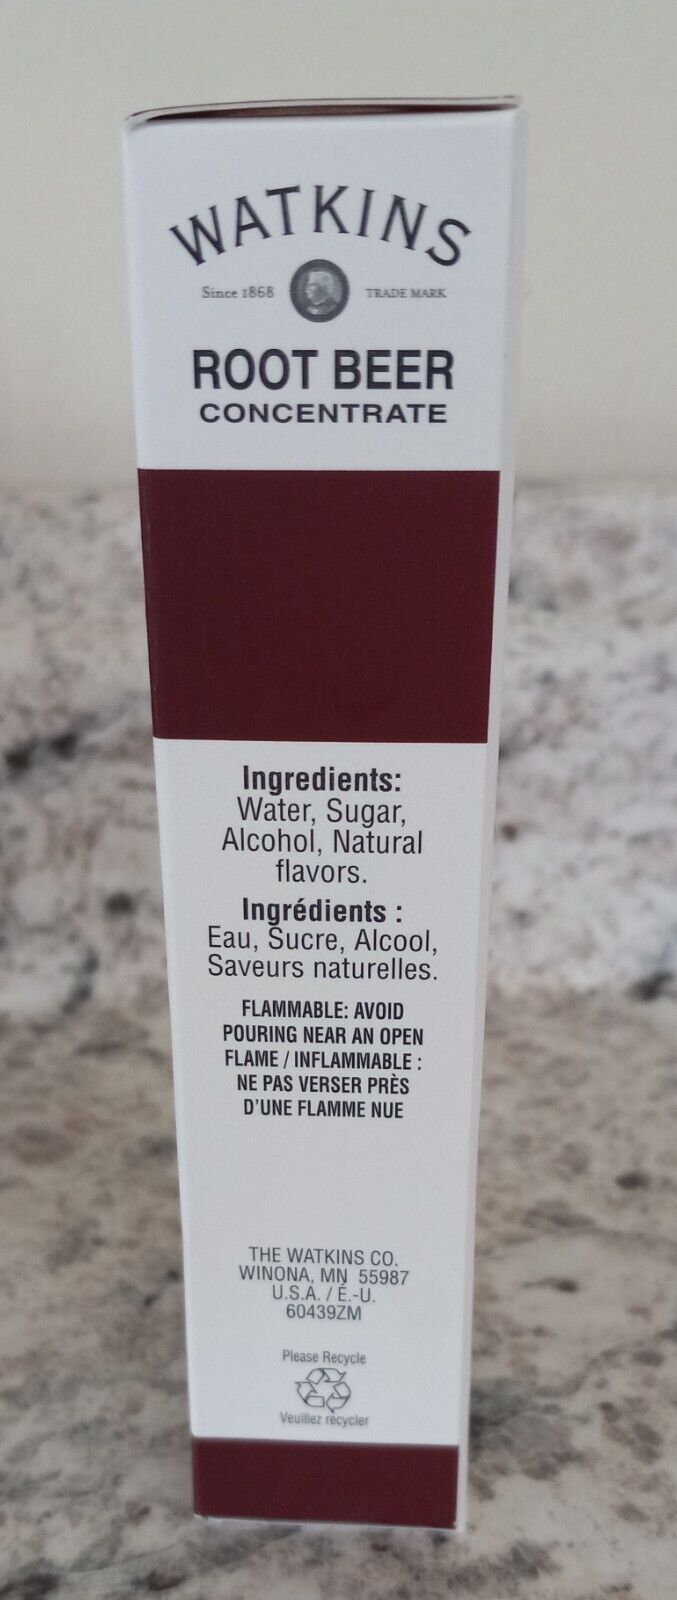 WATKINS
Since 1868 TRADE MARK
ROOT BEER
CONCENTRATE
Ingredients:
Water, Sugar,
Alcohol, Natural
flavors.
Ingrédients :
Eau, Sucre, Alcool,
Saveurs naturelles.
FLAMMABLE: AVOID
POURING NEAR AN OPEN
FLAME / INFLAMMABLE :
NE PAS VERSER PRÈS
D'UNE FLAMME NUE
THE WATKINS CO.
WINONA, MN 55987
U.S.A. / É.-U.
60439ZM
Please Recycle
Veuillez recycler